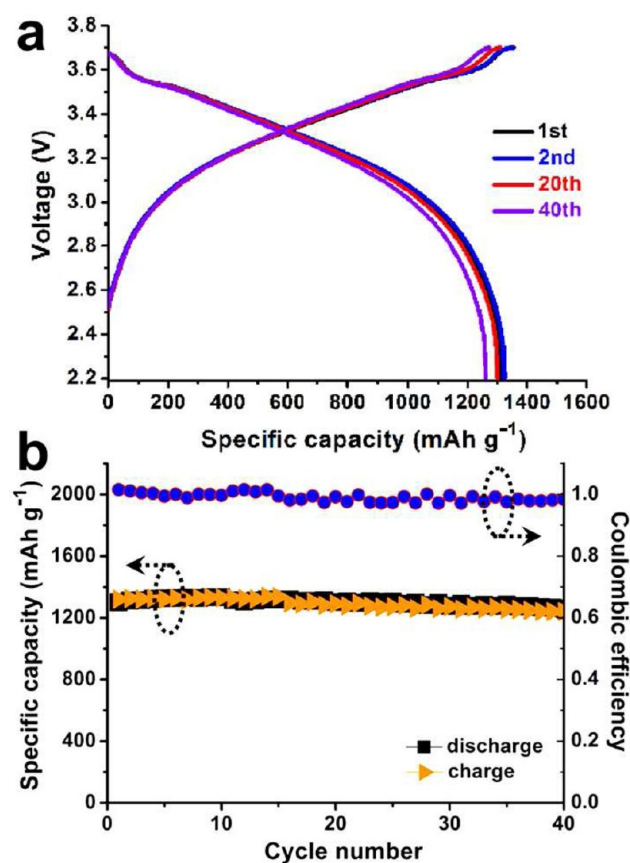 a
3.8
3.6
3.4
3.2
3.0
2.8
2.6
2.4
2.2
Voltage (V)
1st
2nd
20th
40th
0 200 400 600 800 1000 1200 1400 1600
Specific capacity (mAh g⁻¹)
b
2000
1600
1200
800
400
0
Specific capacity (mAh g⁻¹)
1.0
0.8
0.6
0.4
0.2
0.0
Coulombic efficiency
discharge
charge
0 10 20 30 40
Cycle number